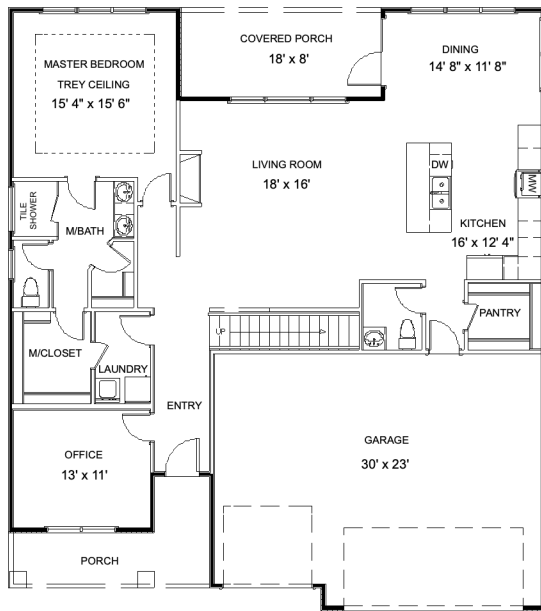 MASTER BEDROOM
TREY CEILING
15' 4" x 15' 6"
COVERED PORCH
18' x 8'
DINING
14' 8" x 11' 8"
LIVING ROOM
18' x 16'
DW
MW
KITCHEN
16' x 12' 4"
TILE
SHOWER
M/BATH
PANTRY
UP
M/CLOSET
LAUNDRY
ENTRY
OFFICE
13' x 11'
GARAGE
30' x 23'
PORCH